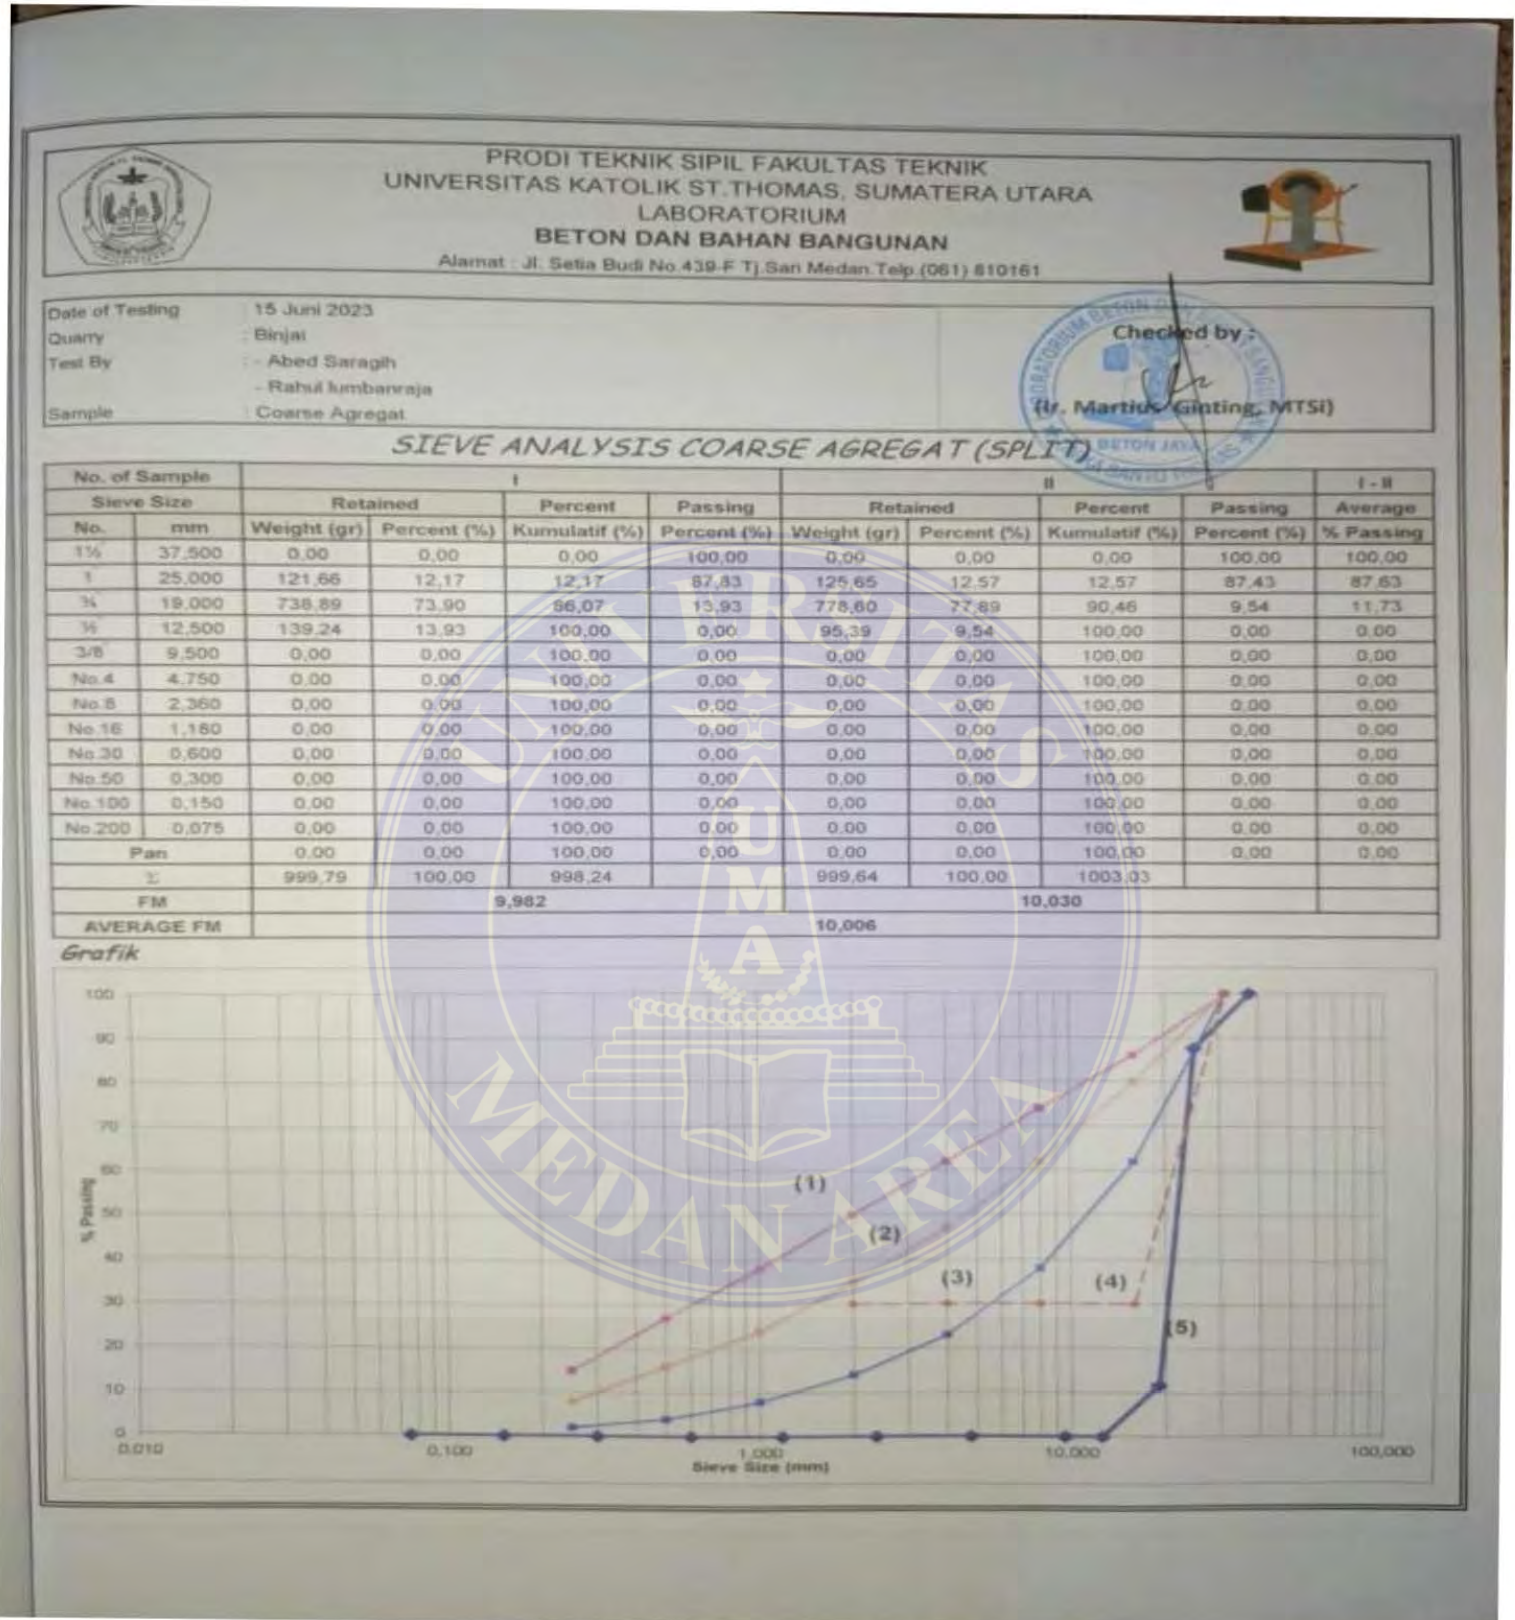 PRODI TEKNIK SIPIL FAKULTAS TEKNIK
UNIVERSITAS KATOLIK ST.THOMAS, SUMATERA UTARA
LABORATORIUM
BETON DAN BAHAN BANGUNAN
Alamat : Jl. Setia Budi No.439-F Tj.Sari Medan.Telp.(061) 810161
Date of Testing : 15 Juni 2023
Quarry : Binjai
Test By : - Abed Saragih
- Rahul lumbanraja
Sample : Coarse Agregat
Checked by :
(Ir. Martius Ginting, MTSi)
BETON JAYA
SIEVE ANALYSIS COARSE AGREGAT (SPLIT)
No. of Sample I II I - II
Sieve Size Retained Percent Passing Retained Percent Passing Average
No. mm Weight (gr) Percent (%) Kumulatif (%) Percent (%) Weight (gr) Percent (%) Kumulatif (%) Percent (%) % Passing
1½ 37,500 0,00 0,00 0,00 100,00 0,00 0,00 0,00 100,00 100,00
1 25,000 121,66 12,17 12,17 87,83 125,65 12,57 12,57 87,43 87,63
¾ 19,000 738,89 73,90 86,07 13,93 778,60 77,89 90,46 9,54 11,73
½ 12,500 139,24 13,93 100,00 0,00 95,39 9,54 100,00 0,00 0,00
3/8 9,500 0,00 0,00 100,00 0,00 0,00 0,00 100,00 0,00 0,00
No.4 4,750 0,00 0,00 100,00 0,00 0,00 0,00 100,00 0,00 0,00
No.8 2,360 0,00 0,00 100,00 0,00 0,00 0,00 100,00 0,00 0,00
No.16 1,180 0,00 0,00 100,00 0,00 0,00 0,00 100,00 0,00 0,00
No.30 0,600 0,00 0,00 100,00 0,00 0,00 0,00 100,00 0,00 0,00
No.50 0,300 0,00 0,00 100,00 0,00 0,00 0,00 100,00 0,00 0,00
No.100 0,150 0,00 0,00 100,00 0,00 0,00 0,00 100,00 0,00 0,00
No.200 0,075 0,00 0,00 100,00 0,00 0,00 0,00 100,00 0,00 0,00
Pan 0,00 0,00 100,00 0,00 0,00 0,00 100,00 0,00 0,00
Σ 999,79 100,00 998,24 999,64 100,00 1003,03
FM 9,982 10,030
AVERAGE FM 10,006
Grafik
100
90
80
70
60
50
40
30
20
10
0
% Passing
(1)
(2)
(3)
(4)
(5)
0,010 0,100 1,000 10,000 100,000
Sieve Size (mm)
UNIVERSITAS
UMA
MEDAN AREA